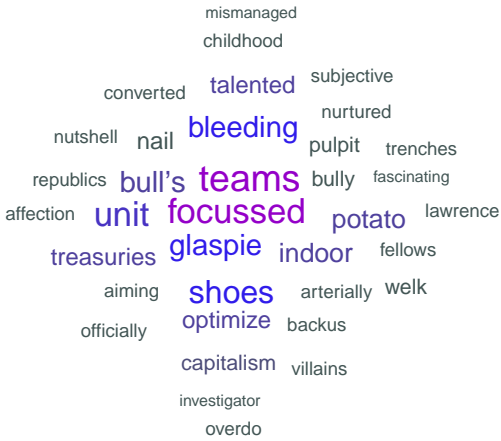 mismanaged
childhood
talented subjective
converted
nurtured
bleeding
nutshell nail pulpit trenches
republics bull's teams bully fascinating
affection unit focussed potato lawrence
treasuries glaspie indoor fellows
aiming shoes arterially welk
officially optimize backus
capitalism villains
investigator
overdo